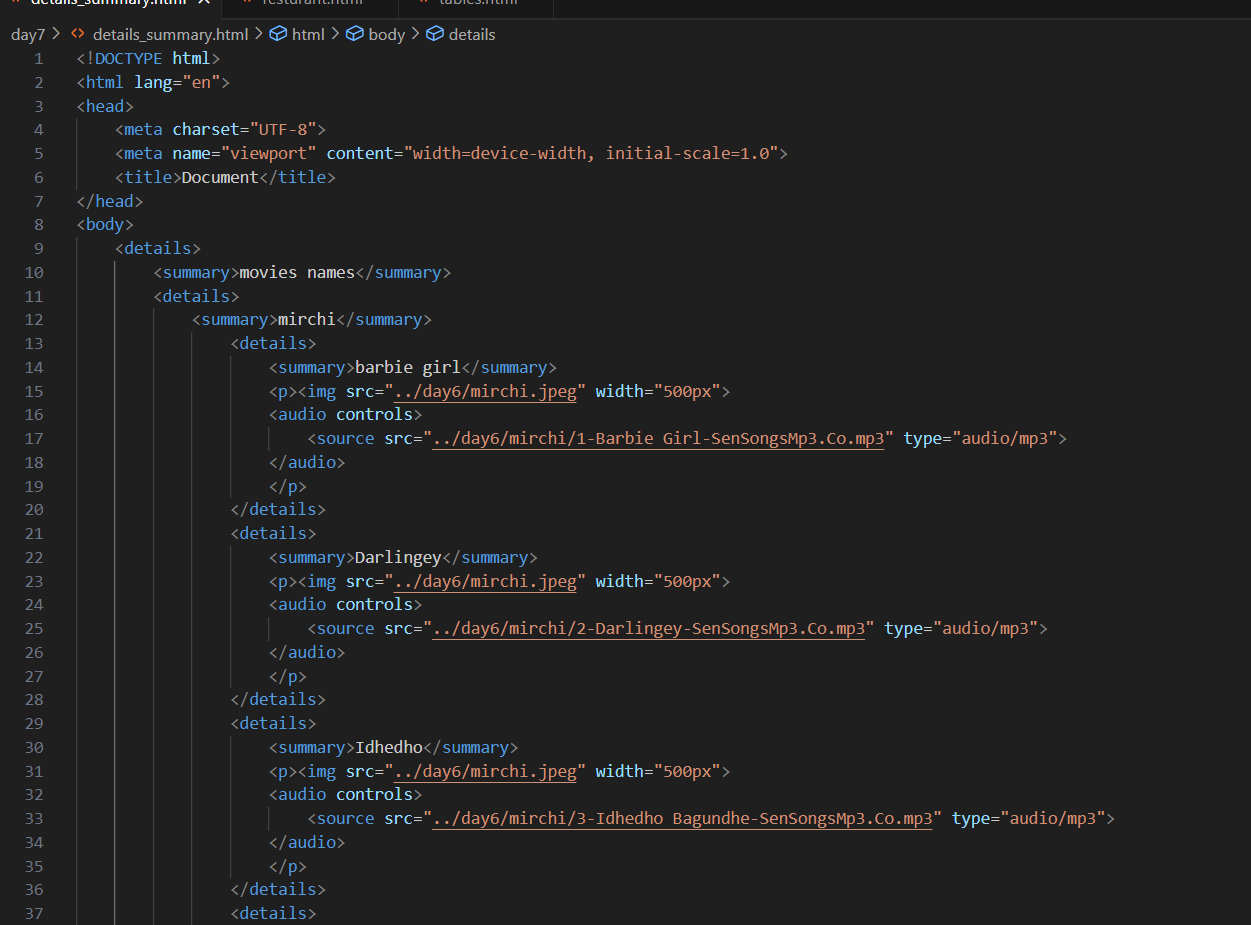 details_summary.html resturant.html tables.html
day7 > details_summary.html > html > body > details
1 <!DOCTYPE html>
2 <html lang="en">
3 <head>
4     <meta charset="UTF-8">
5     <meta name="viewport" content="width=device-width, initial-scale=1.0">
6     <title>Document</title>
7 </head>
8 <body>
9     <details>
10         <summary>movies names</summary>
11         <details>
12             <summary>mirchi</summary>
13                 <details>
14                     <summary>barbie girl</summary>
15                     <p><img src="../day6/mirchi.jpeg" width="500px">
16                     <audio controls>
17                         <source src="../day6/mirchi/1-Barbie Girl-SenSongsMp3.Co.mp3" type="audio/mp3">
18                     </audio>
19                     </p>
20                 </details>
21                 <details>
22                     <summary>Darlingey</summary>
23                     <p><img src="../day6/mirchi.jpeg" width="500px">
24                     <audio controls>
25                         <source src="../day6/mirchi/2-Darlingey-SenSongsMp3.Co.mp3" type="audio/mp3">
26                     </audio>
27                     </p>
28                 </details>
29                 <details>
30                     <summary>Idhedho</summary>
31                     <p><img src="../day6/mirchi.jpeg" width="500px">
32                     <audio controls>
33                         <source src="../day6/mirchi/3-Idhedho Bagundhe-SenSongsMp3.Co.mp3" type="audio/mp3">
34                     </audio>
35                     </p>
36                 </details>
37                 <details>